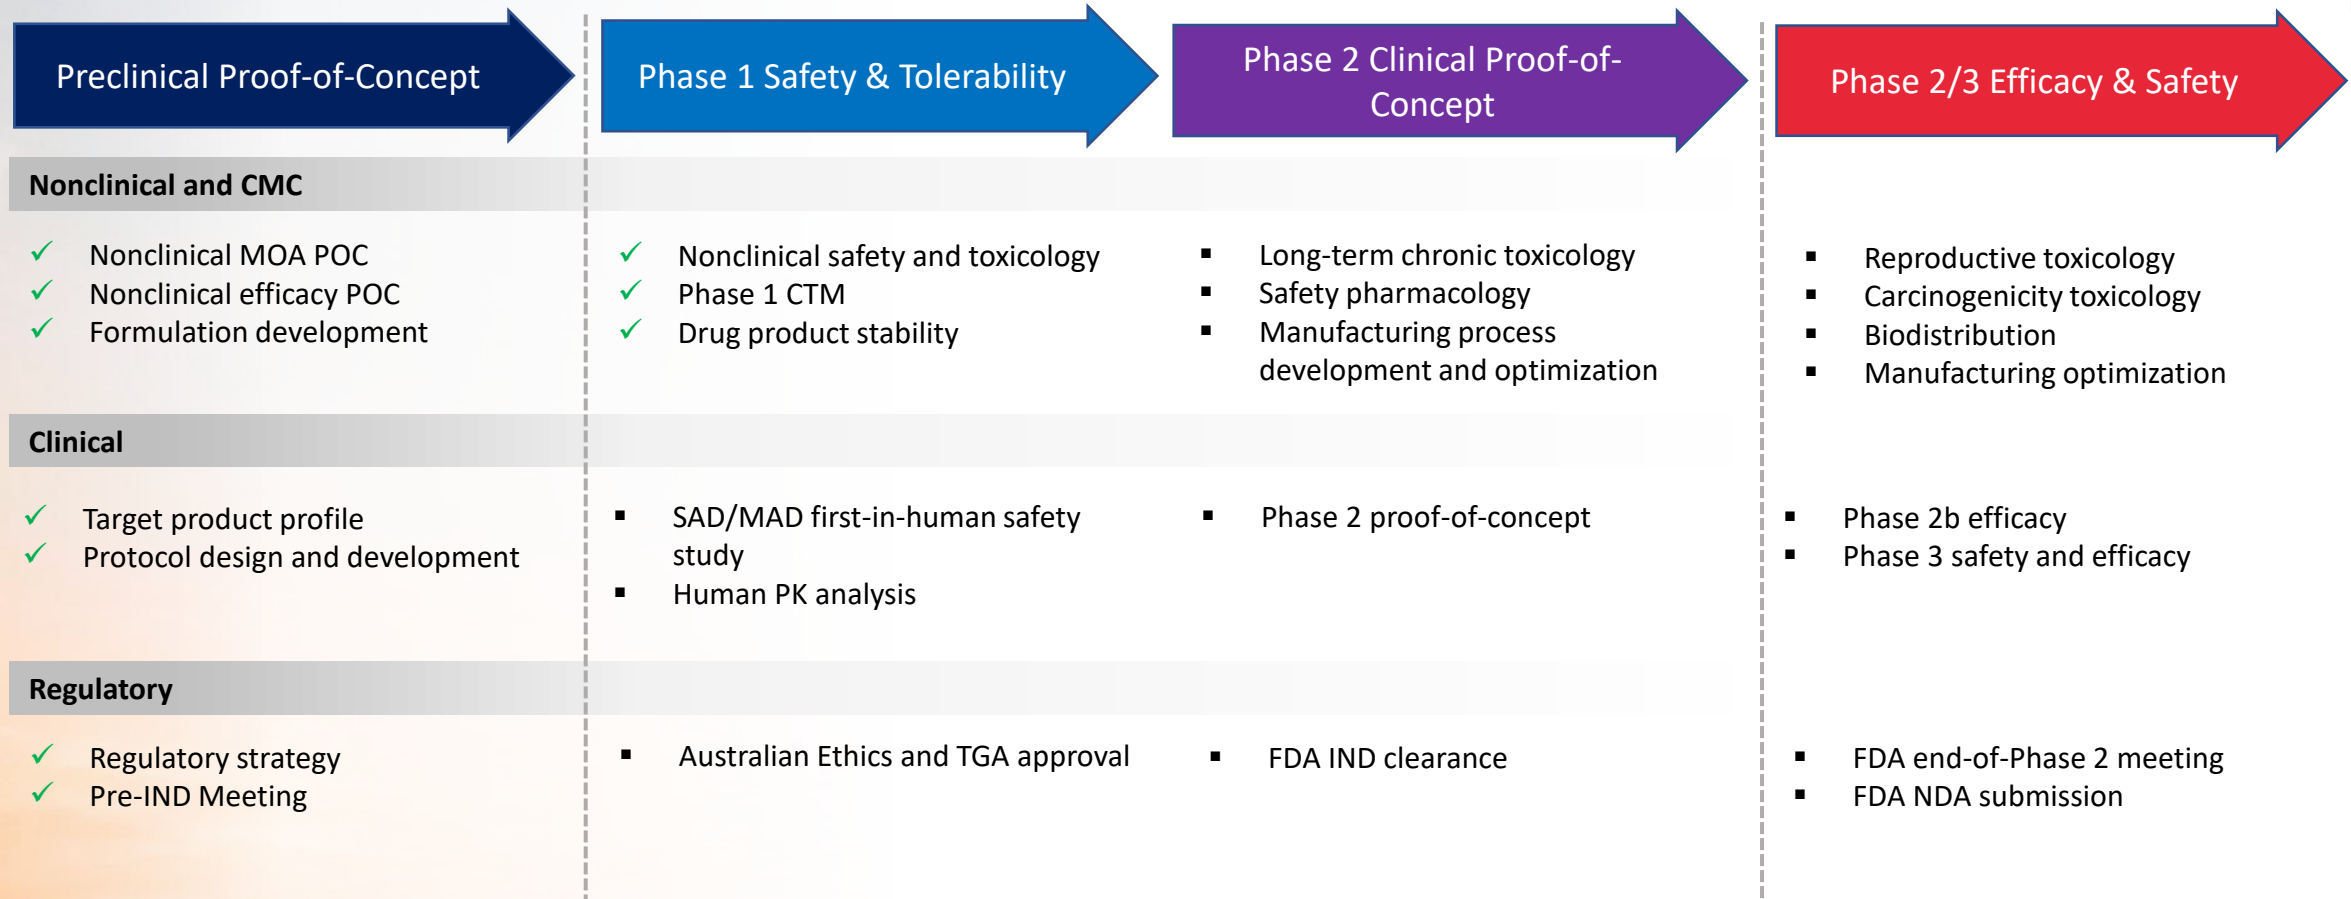 Preclinical Proof-of-Concept
Phase 1 Safety & Tolerability
Phase 2 Clinical Proof-of-
Concept
Phase 2/3 Efficacy & Safety
Nonclinical and CMC
✓ Nonclinical MOA POC
✓ Nonclinical efficacy POC
✓ Formulation development
✓ Nonclinical safety and toxicology
✓ Phase 1 CTM
✓ Drug product stability
▪ Long-term chronic toxicology
▪ Safety pharmacology
▪ Manufacturing process
development and optimization
▪ Reproductive toxicology
▪ Carcinogenicity toxicology
▪ Biodistribution
▪ Manufacturing optimization
Clinical
✓ Target product profile
✓ Protocol design and development
▪ SAD/MAD first-in-human safety
study
▪ Human PK analysis
▪ Phase 2 proof-of-concept
▪ Phase 2b efficacy
▪ Phase 3 safety and efficacy
Regulatory
✓ Regulatory strategy
✓ Pre-IND Meeting
▪ Australian Ethics and TGA approval
▪ FDA IND clearance
▪ FDA end-of-Phase 2 meeting
▪ FDA NDA submission